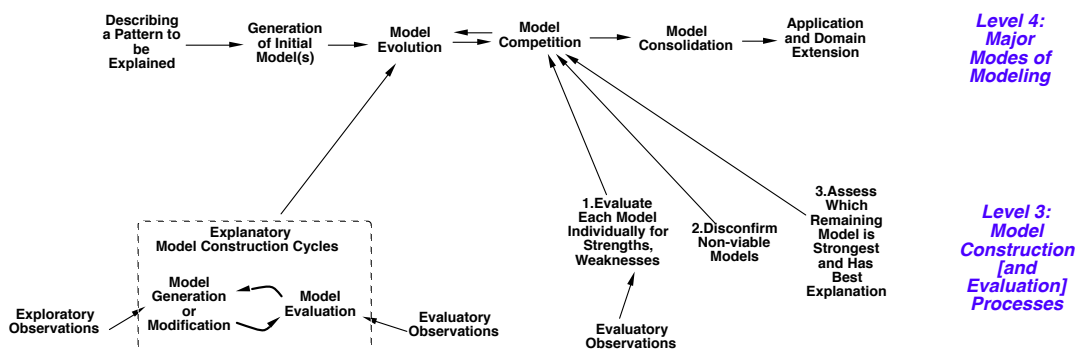 Describing
a Pattern to
be
Explained
Generation
of Initial
Model(s)
Model
Evolution
Model
Competition
Model
Consolidation
Application
and Domain
Extension
Level 4:
Major
Modes of
Modeling
Explanatory
Model Construction Cycles
Model
Generation
or
Modification
Model
Evaluation
Exploratory
Observations
Evaluatory
Observations
1.Evaluate
Each Model
Individually for
Strengths,
Weaknesses
Evaluatory
Observations
2.Disconfirm
Non-viable
Models
3.Assess
Which
Remaining
Model is
Strongest
and Has
Best
Explanation
Level 3:
Model
Construction
[and
Evaluation]
Processes